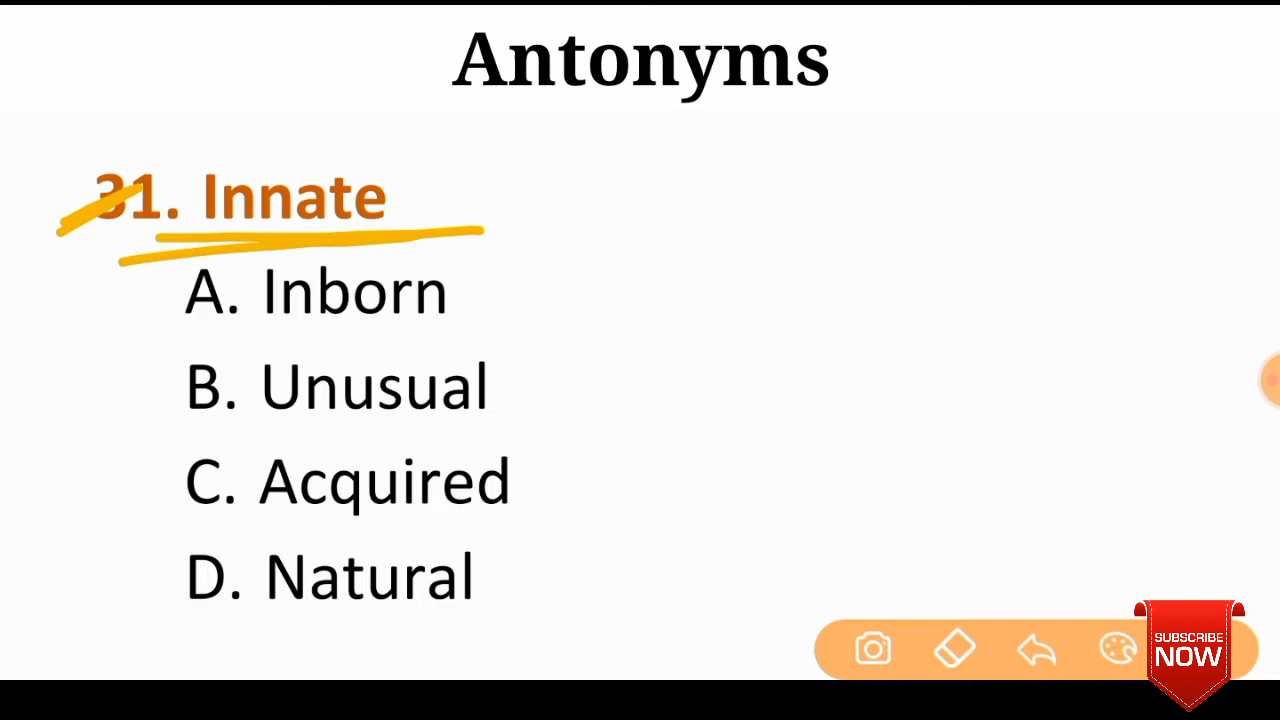 Antonyms
31. Innate
A. Inborn
B. Unusual
C. Acquired
D. Natural
SUBSCRIBE
NOW